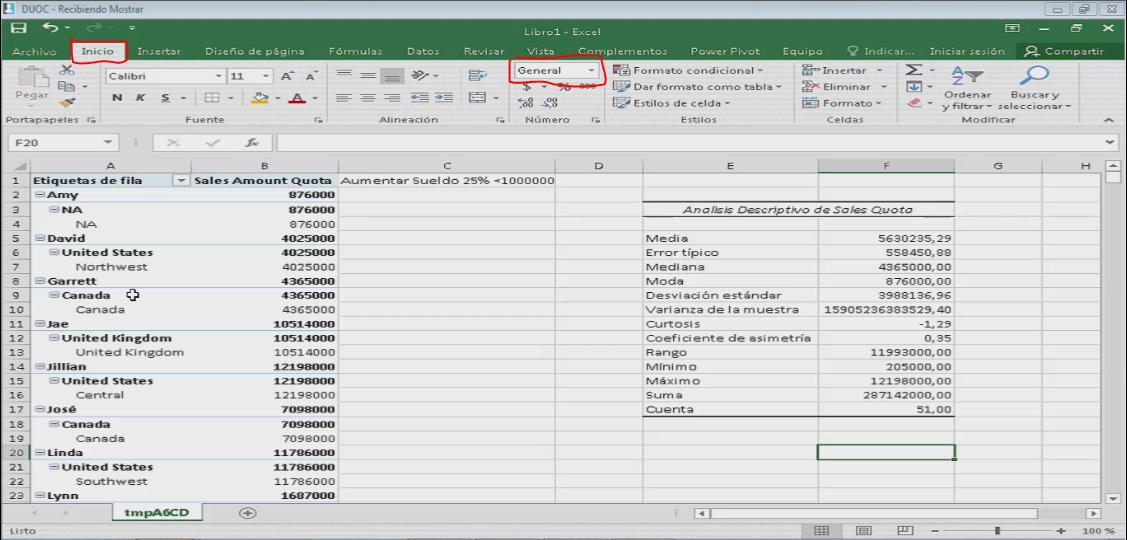 DUOC - Recibiendo Mostrar
Libro1 - Excel
Archivo Inicio Insertar Diseño de página Fórmulas Datos Revisar Vista Complementos Power Pivot Equipo Indicar... Iniciar sesión Compartir
Pegar
Calibri 11
N K S
General
$ % 000
Formato condicional
Dar formato como tabla
Estilos de celda
Insertar
Eliminar
Formato
Ordenar y filtrar
Buscar y seleccionar
Portapapeles Fuente Alineación Número Estilos Celdas Modificar
F20 fx
A B C D E F G H
1 Etiquetas de fila Sales Amount Quota Aumentar Sueldo 25% <1000000
2 Amy 876000
3 NA 876000 Analisis Descriptivo de Sales Quota
4 NA 876000
5 David 4025000 Media 5630235,29
6 United States 4025000 Error típico 558450,88
7 Northwest 4025000 Mediana 4365000,00
8 Garrett 4365000 Moda 876000,00
9 Canada 4365000 Desviación estándar 3988136,96
10 Canada 4365000 Varianza de la muestra 15905236383529,40
11 Jae 10514000 Curtosis -1,29
12 United Kingdom 10514000 Coeficiente de asimetría 0,35
13 United Kingdom 10514000 Rango 11993000,00
14 Jillian 12198000 Mínimo 205000,00
15 United States 12198000 Máximo 12198000,00
16 Central 12198000 Suma 287142000,00
17 José 7098000 Cuenta 51,00
18 Canada 7098000
19 Canada 7098000
20 Linda 11786000
21 United States 11786000
22 Southwest 11786000
23 Lynn 1687000
tmpA6CD
Listo 100 %